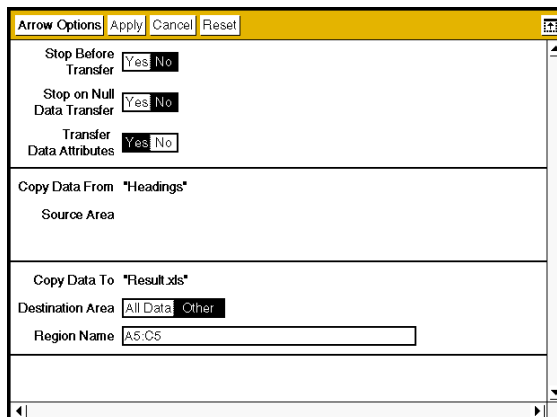 Arrow Options Apply Cancel Reset
Stop Before
Transfer Yes No
Stop on Null
Data Transfer Yes No
Transfer
Data Attributes Yes No
Copy Data From "Headings"
Source Area
Copy Data To "Result.xls"
Destination Area All Data Other
Region Name A5:C5